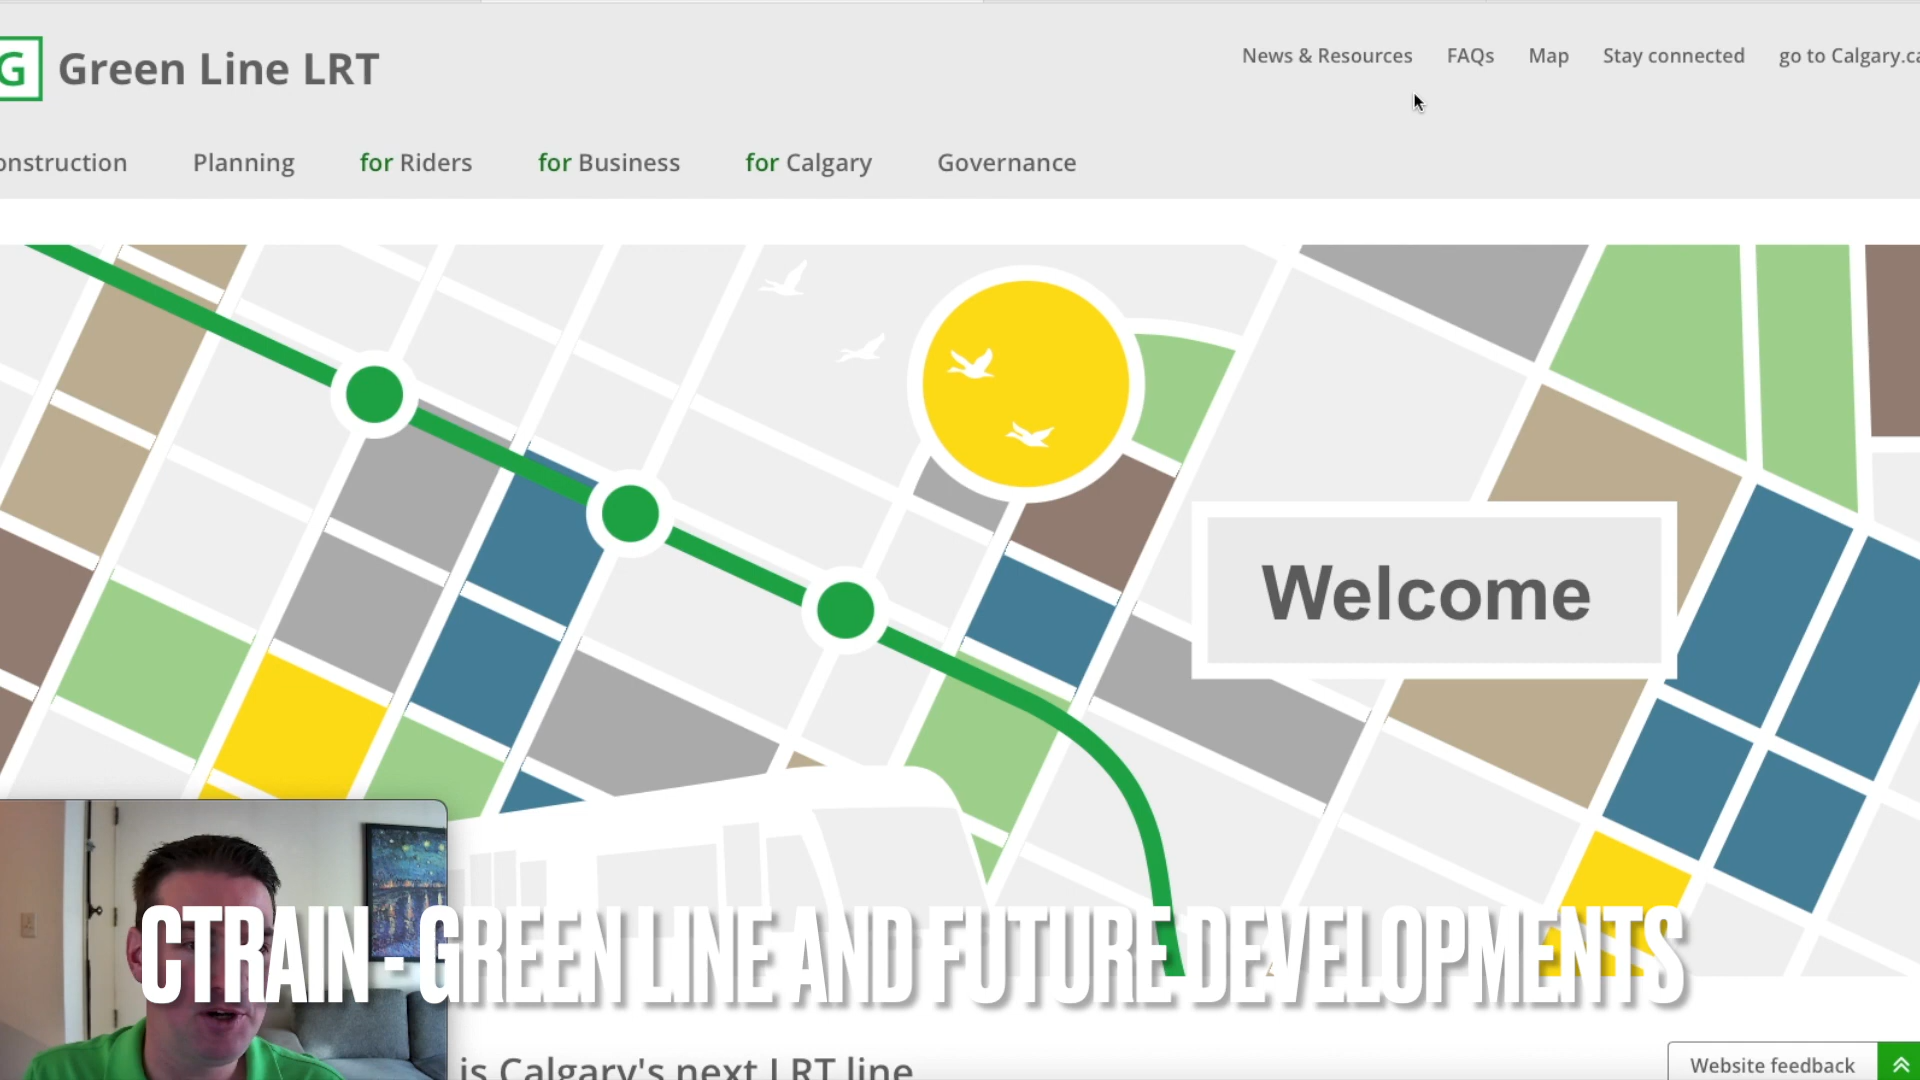 G Green Line LRT
News & Resources FAQs Map Stay connected go to Calgary.ca
onstruction Planning for Riders for Business for Calgary Governance
Welcome
CTRAIN - GREEN LINE AND FUTURE DEVELOPMENTS
is Calgary's next LRT line
Website feedback